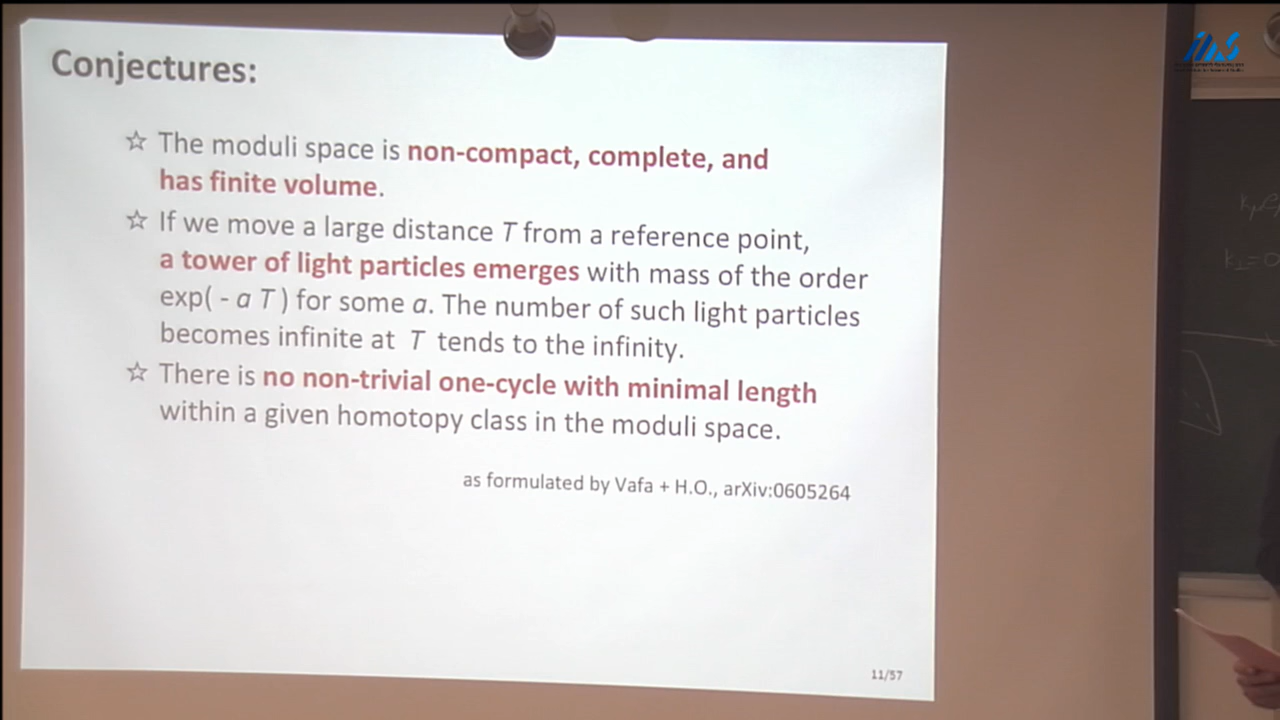 Conjectures:
☆ The moduli space is non-compact, complete, and
has finite volume.
☆ If we move a large distance T from a reference point,
a tower of light particles emerges with mass of the order
exp( - a T ) for some a. The number of such light particles
becomes infinite at T tends to the infinity.
☆ There is no non-trivial one-cycle with minimal length
within a given homotopy class in the moduli space.
as formulated by Vafa + H.O., arXiv:0605264
11/57